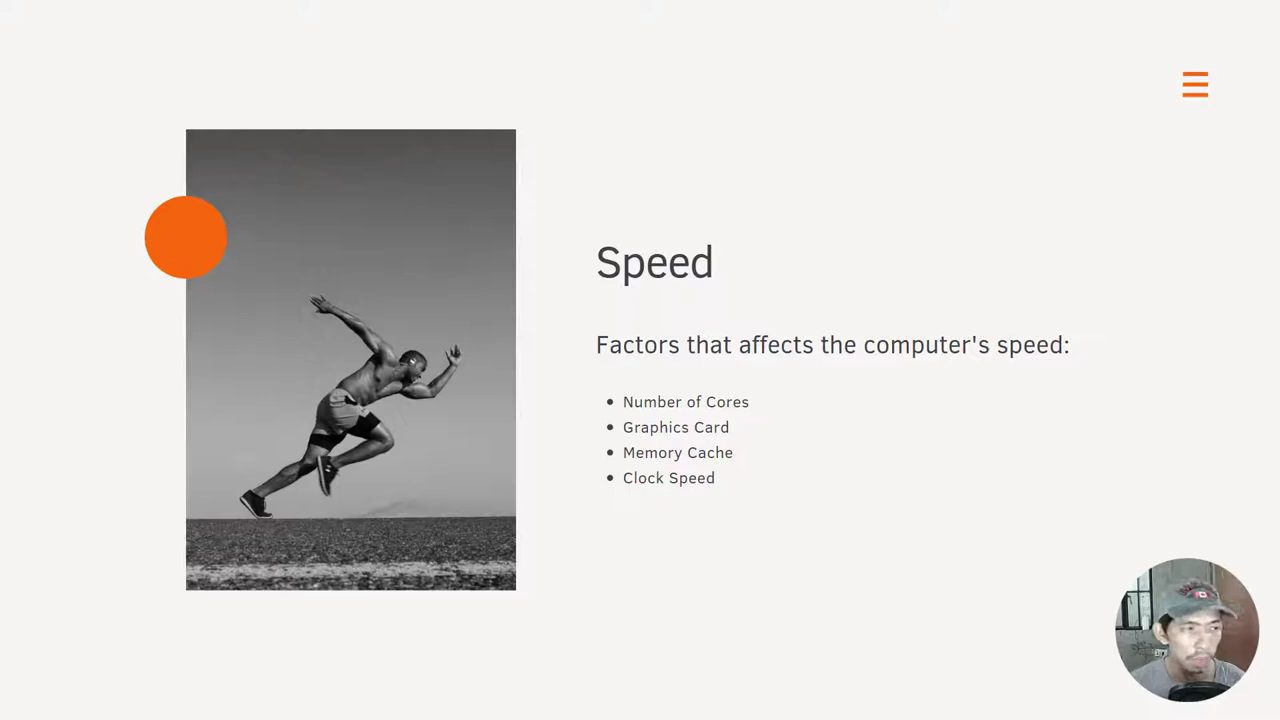 Speed
Factors that affects the computer's speed:
Number of Cores
Graphics Card
Memory Cache
Clock Speed